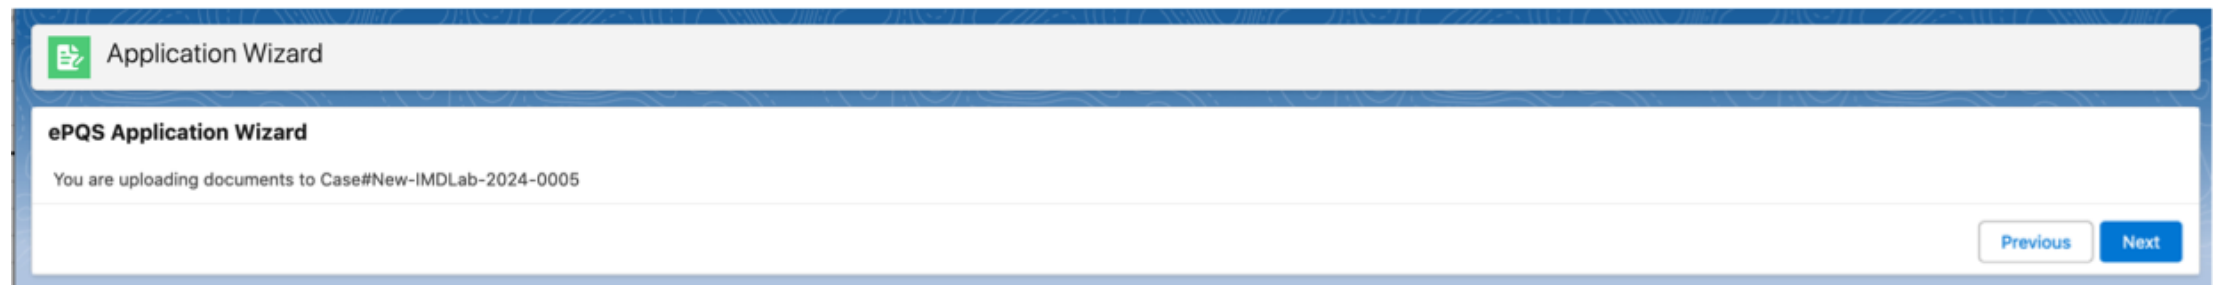 Application Wizard
ePQS Application Wizard
You are uploading documents to Case#New-IMDLab-2024-0005
Previous Next